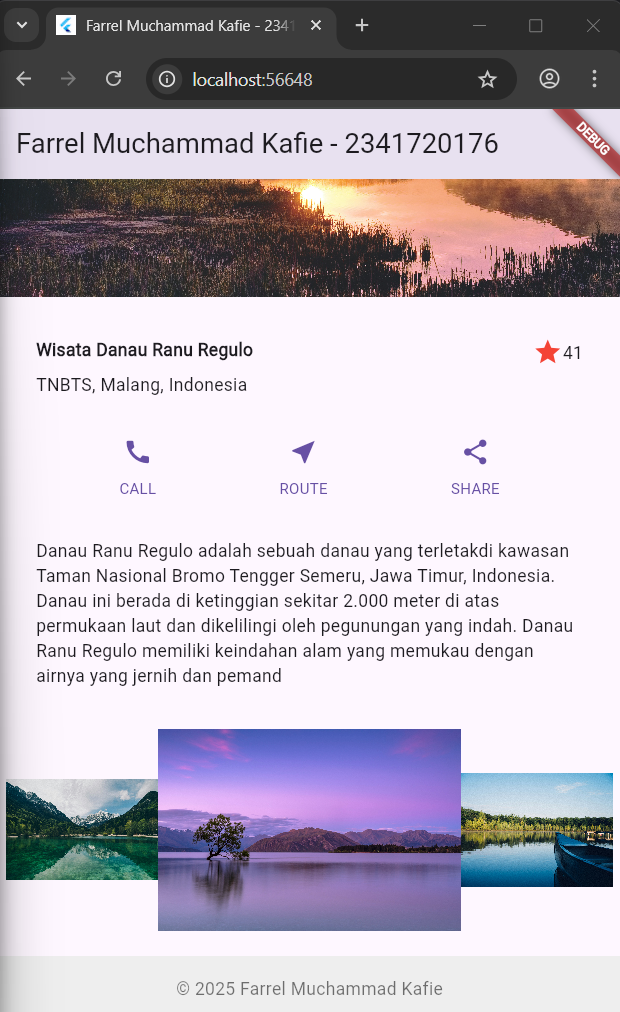 Farrel Muchammad Kafie - 2341
localhost:56648
Farrel Muchammad Kafie - 2341720176
DEBUG
Wisata Danau Ranu Regulo
41
TNBTS, Malang, Indonesia
CALL
ROUTE
SHARE
Danau Ranu Regulo adalah sebuah danau yang terletakdi kawasan
Taman Nasional Bromo Tengger Semeru, Jawa Timur, Indonesia.
Danau ini berada di ketinggian sekitar 2.000 meter di atas
permukaan laut dan dikelilingi oleh pegunungan yang indah. Danau
Ranu Regulo memiliki keindahan alam yang memukau dengan
airnya yang jernih dan pemand
© 2025 Farrel Muchammad Kafie